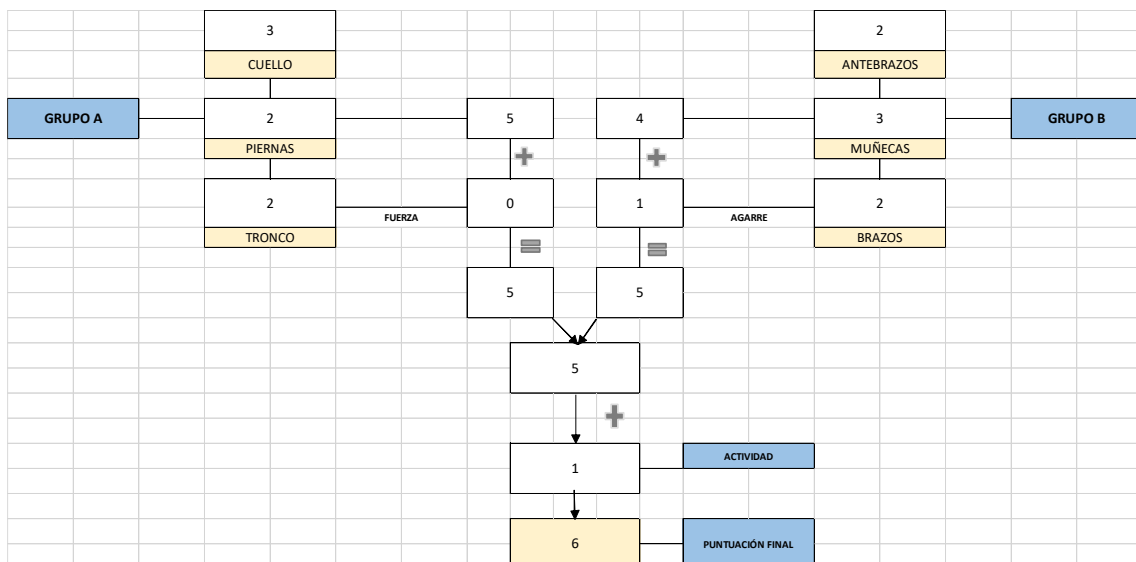 3
2
CUELLO
ANTEBRAZOS
GRUPO A
2
5
4
3
GRUPO B
PIERNAS
MUÑECAS
+
+
2
FUERZA
0
1
AGARRE
2
TRONCO
BRAZOS
=
=
5
5
5
+
1
ACTIVIDAD
6
PUNTUACIÓN FINAL